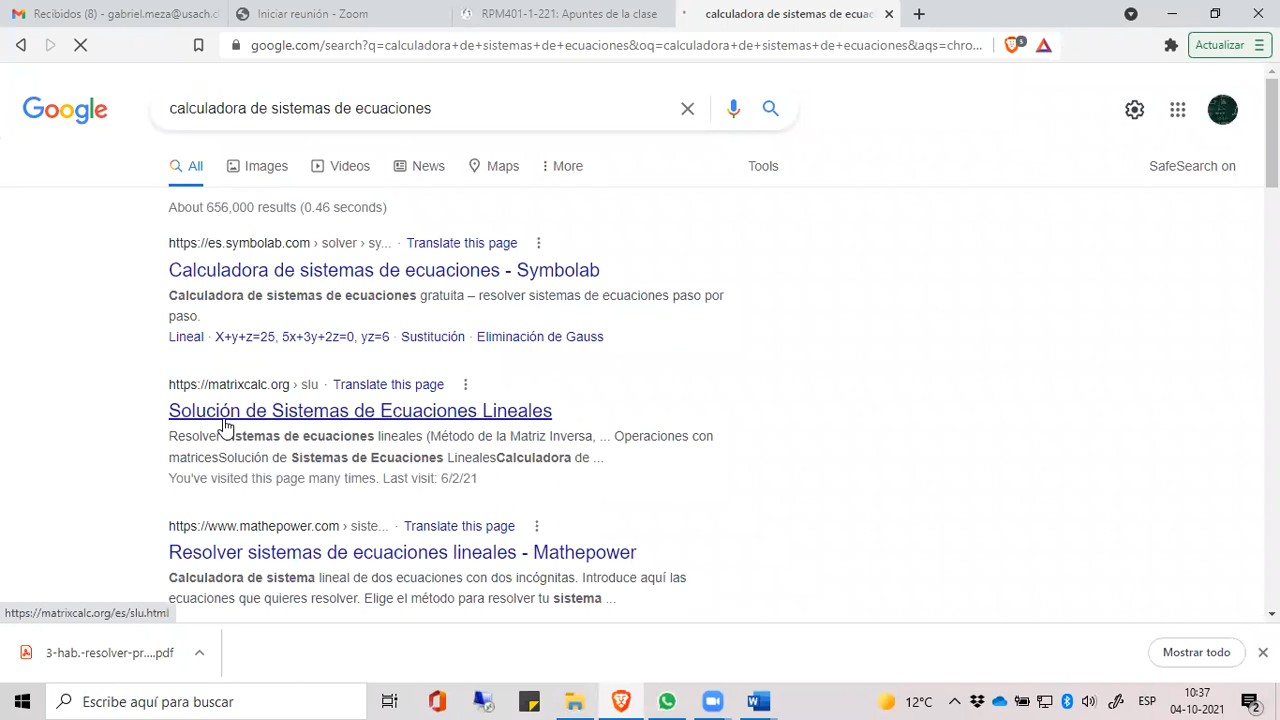 Recibidos (8) - gabriel.meza@usach.c
Iniciar reunión - Zoom
RPM401-1-221: Apuntes de la clase
calculadora de sistemas de ecuac
google.com/search?q=calculadora+de+sistemas+de+ecuaciones&oq=calculadora+de+sistemas+de+ecuaciones&aqs=chro...
5
Actualizar
Google
calculadora de sistemas de ecuaciones
All
Images
Videos
News
Maps
More
Tools
SafeSearch on
About 656,000 results (0.46 seconds)
https://es.symbolab.com › solver › sy... · Translate this page
Calculadora de sistemas de ecuaciones - Symbolab
Calculadora de sistemas de ecuaciones gratuita – resolver sistemas de ecuaciones paso por
paso.
Lineal · X+y+z=25, 5x+3y+2z=0, yz=6 · Sustitución · Eliminación de Gauss
https://matrixcalc.org › slu · Translate this page
Solución de Sistemas de Ecuaciones Lineales
Resolver sistemas de ecuaciones lineales (Método de la Matriz Inversa, ... Operaciones con
matricesSolución de Sistemas de Ecuaciones LinealesCalculadora de ...
You've visited this page many times. Last visit: 6/2/21
https://www.mathepower.com › siste... · Translate this page
Resolver sistemas de ecuaciones lineales - Mathepower
Calculadora de sistema lineal de dos ecuaciones con dos incógnitas. Introduce aquí las
ecuaciones que quieres resolver. Elige el método para resolver tu sistema ...
https://matrixcalc.org/es/slu.html
3-hab.-resolver-pr....pdf
Mostrar todo
Escribe aquí para buscar
12°C
ESP
10:37
04-10-2021
2